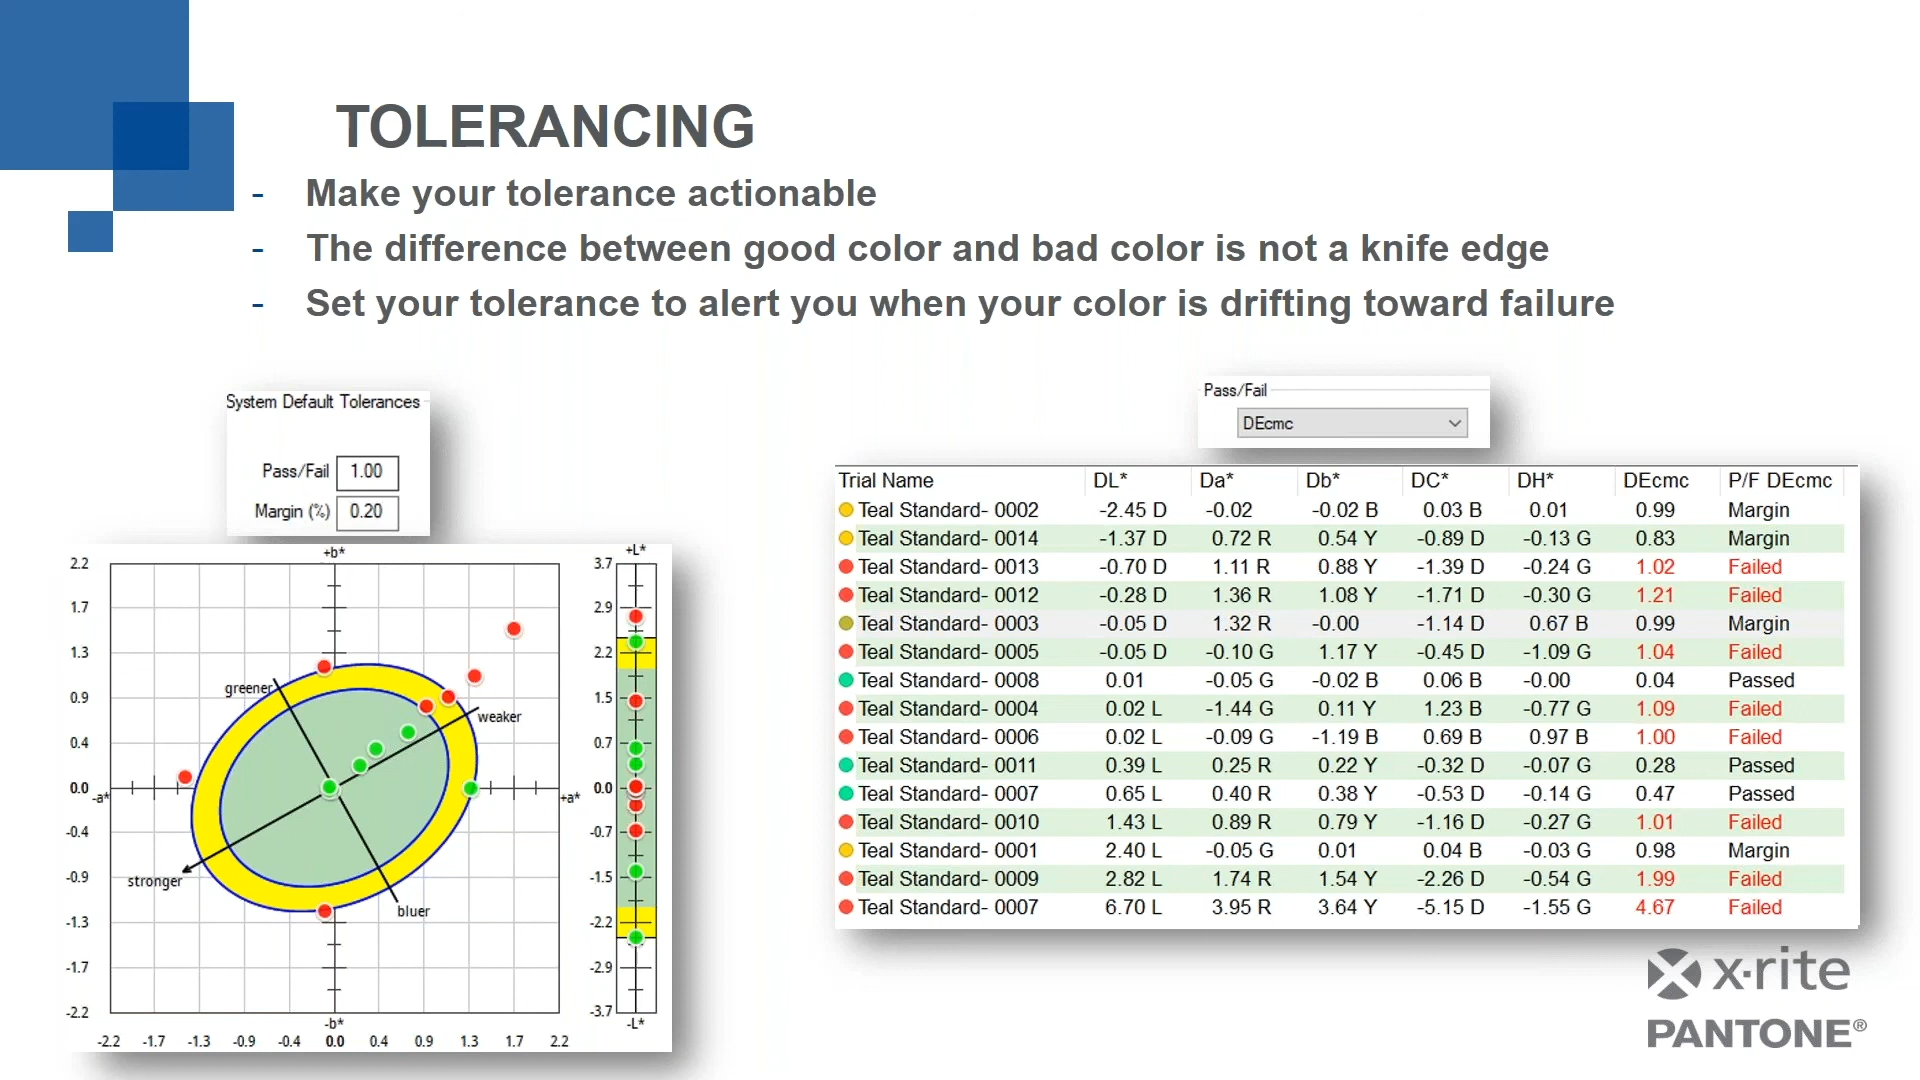 TOLERANCING
- Make your tolerance actionable
- The difference between good color and bad color is not a knife edge
- Set your tolerance to alert you when your color is drifting toward failure
System Default Tolerances
Pass/Fail 1.00
Margin (%) 0.20
+b*
2.2
1.7
1.3
0.9
0.4
0.0
-0.4
-0.9
-1.3
-1.7
-2.2
greener
weaker
-a*
+a*
stronger
bluer
-b*
-2.2 -1.7 -1.3 -0.9 -0.4 0.0 0.4 0.9 1.3 1.7 2.2
+L*
3.7
2.9
2.2
1.5
0.7
0.0
-0.7
-1.5
-2.2
-2.9
-3.7
-L*
Pass/Fail
DEcmc
Trial Name DL* Da* Db* DC* DH* DEcmc P/F DEcmc
Teal Standard- 0002 -2.45 D -0.02 -0.02 B 0.03 B 0.01 0.99 Margin
Teal Standard- 0014 -1.37 D 0.72 R 0.54 Y -0.89 D -0.13 G 0.83 Margin
Teal Standard- 0013 -0.70 D 1.11 R 0.88 Y -1.39 D -0.24 G 1.02 Failed
Teal Standard- 0012 -0.28 D 1.36 R 1.08 Y -1.71 D -0.30 G 1.21 Failed
Teal Standard- 0003 -0.05 D 1.32 R -0.00 -1.14 D 0.67 B 0.99 Margin
Teal Standard- 0005 -0.05 D -0.10 G 1.17 Y -0.45 D -1.09 G 1.04 Failed
Teal Standard- 0008 0.01 -0.05 G -0.02 B 0.06 B -0.00 0.04 Passed
Teal Standard- 0004 0.02 L -1.44 G 0.11 Y 1.23 B -0.77 G 1.09 Failed
Teal Standard- 0006 0.02 L -0.09 G -1.19 B 0.69 B 0.97 B 1.00 Failed
Teal Standard- 0011 0.39 L 0.25 R 0.22 Y -0.32 D -0.07 G 0.28 Passed
Teal Standard- 0007 0.65 L 0.40 R 0.38 Y -0.53 D -0.14 G 0.47 Passed
Teal Standard- 0010 1.43 L 0.89 R 0.79 Y -1.16 D -0.27 G 1.01 Failed
Teal Standard- 0001 2.40 L -0.05 G 0.01 0.04 B -0.03 G 0.98 Margin
Teal Standard- 0009 2.82 L 1.74 R 1.54 Y -2.26 D -0.54 G 1.99 Failed
Teal Standard- 0007 6.70 L 3.95 R 3.64 Y -5.15 D -1.55 G 4.67 Failed
x·rite
PANTONE®